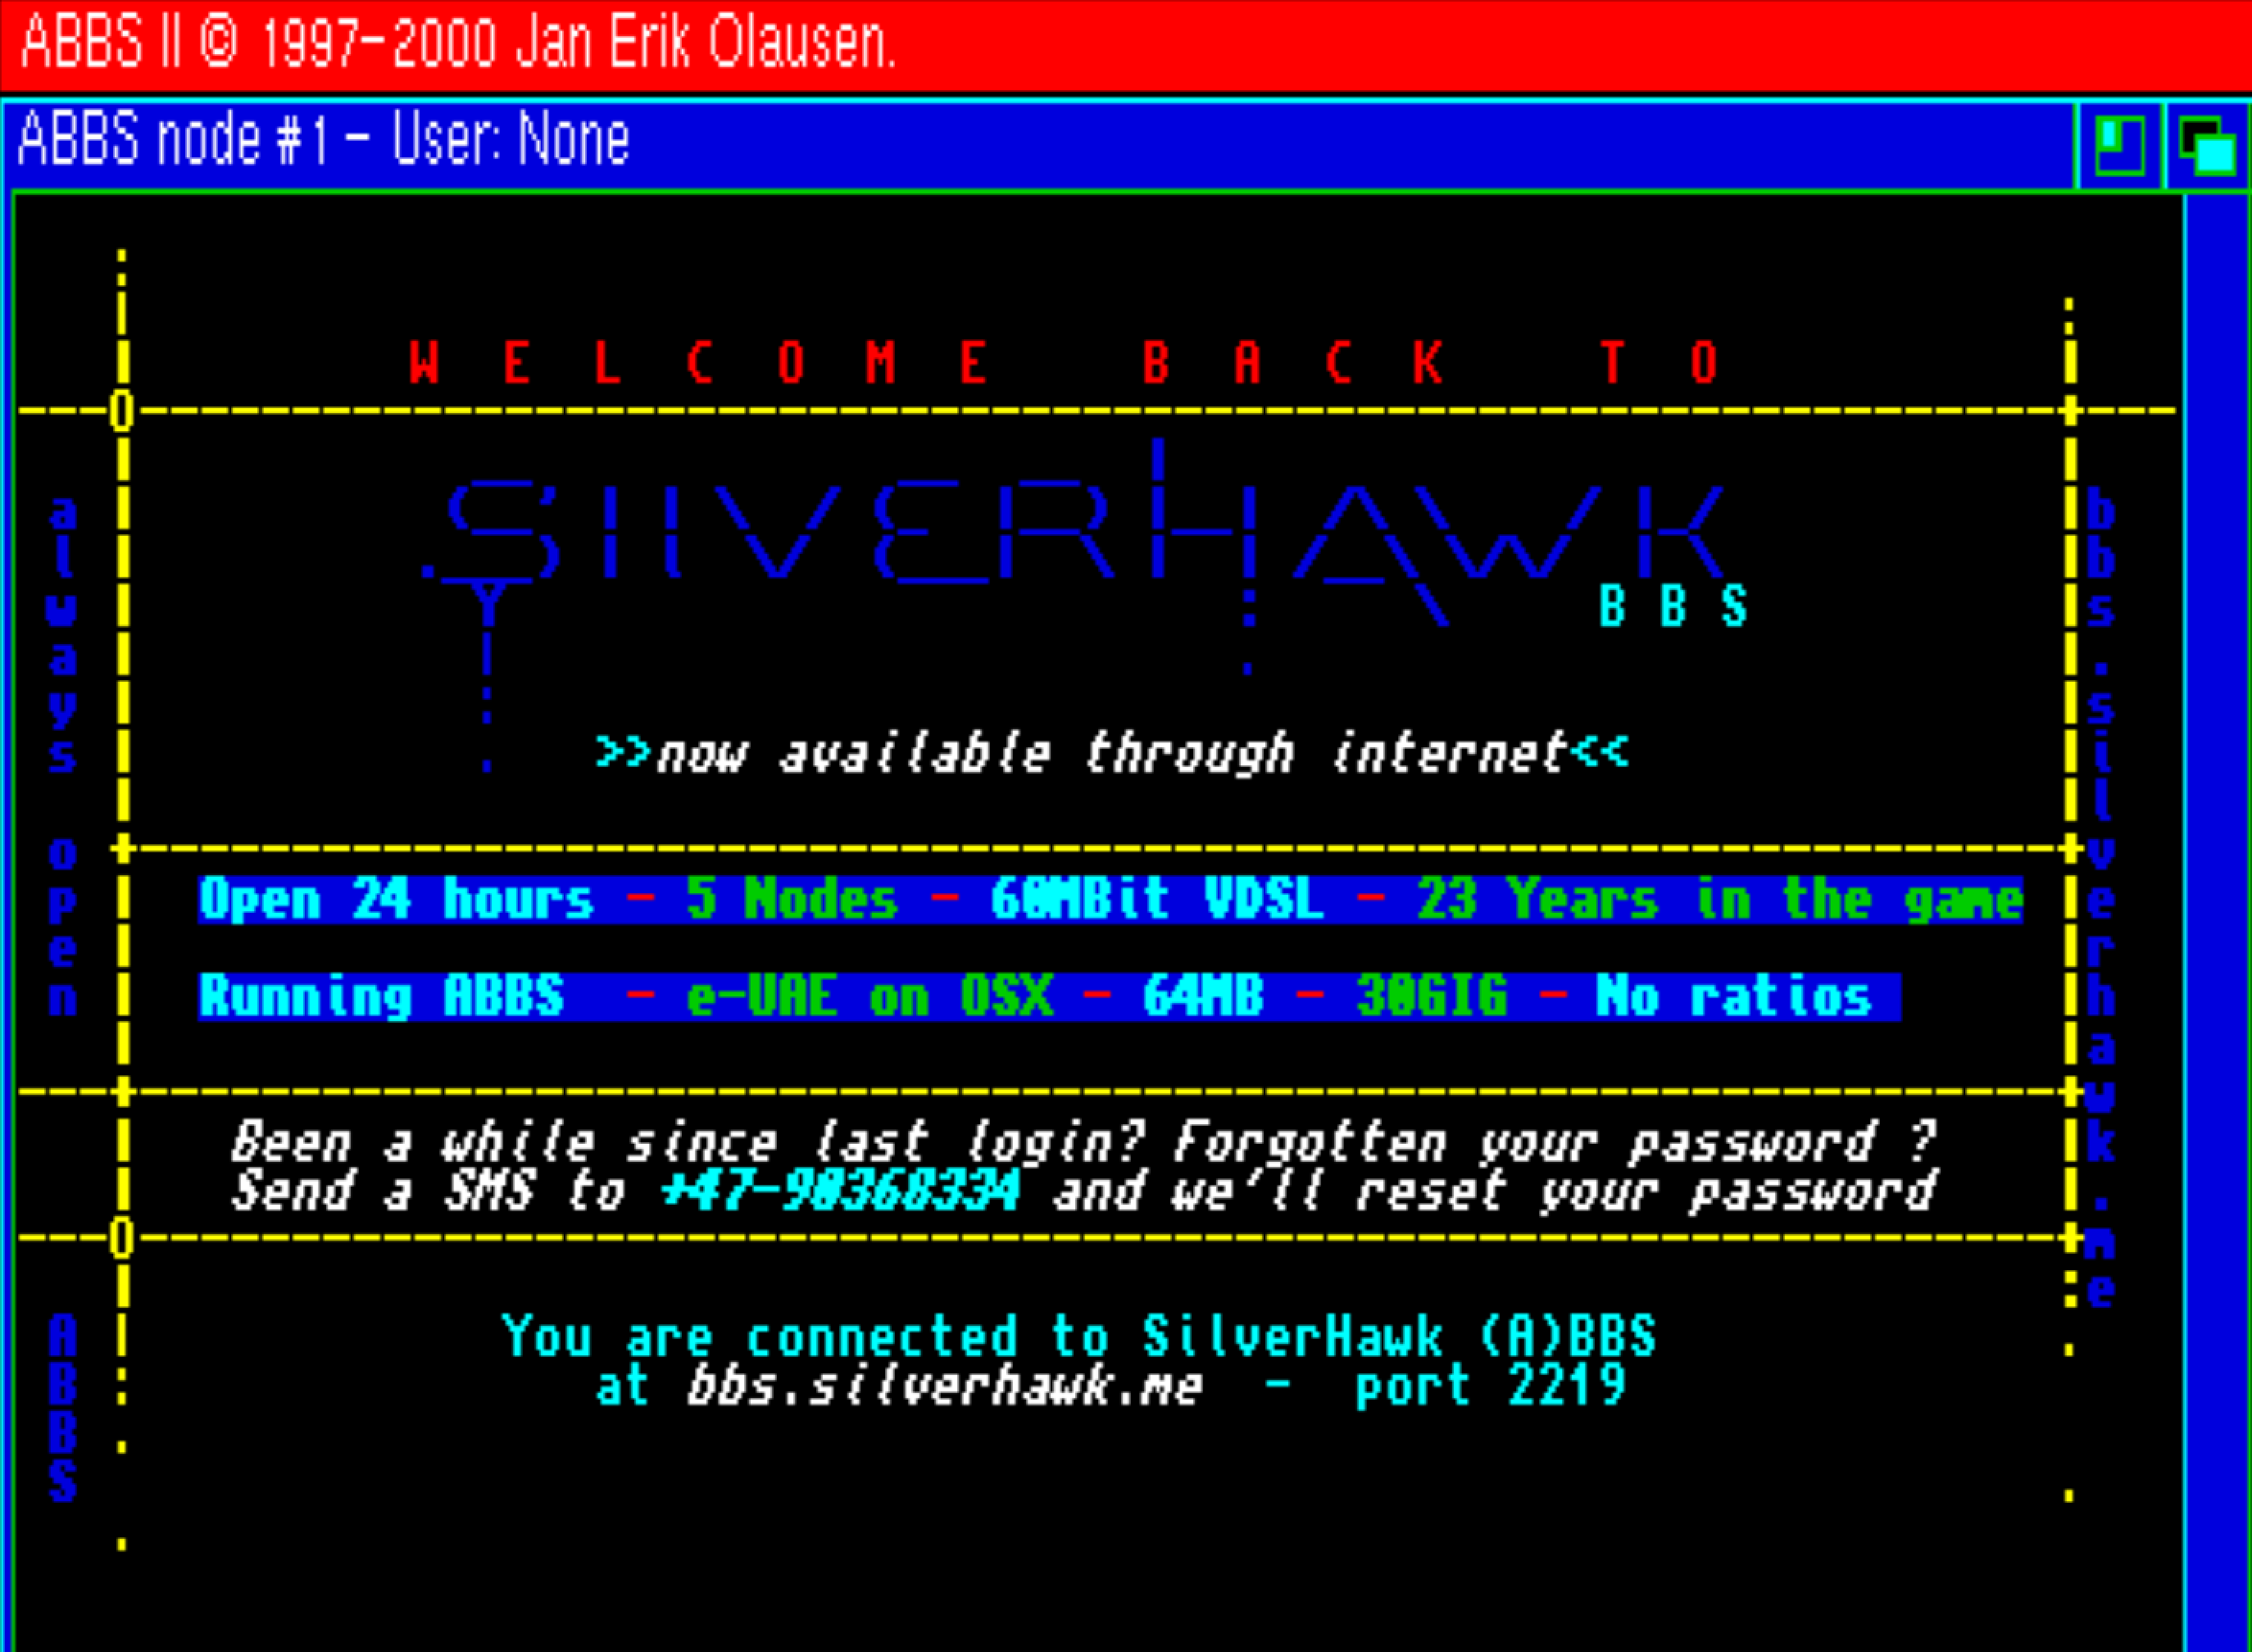 ABBS II © 1997-2000 Jan Erik Olausen.
ABBS node #1 - User: None
W E L C O M E B A C K T O
SILVERHAWK
B B S
>>now available through internet<<
Open 24 hours - 5 Nodes - 60MBit VDSL - 23 Years in the game
Running ABBS - e-UAE on OSX - 64MB - 30GIG - No ratios
Been a while since last login? Forgotten your password ?
Send a SMS to +47-90368334 and we'll reset your password
You are connected to SilverHawk (A)BBS
at bbs.silverhawk.me - port 2219
always open
ABBS
bbs.silverhawk.me